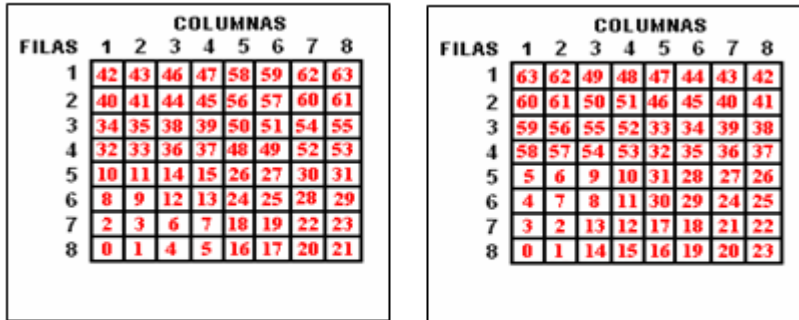 COLUMNAS
FILAS 1 2 3 4 5 6 7 8
1 42 43 46 47 58 59 62 63
2 40 41 44 45 56 57 60 61
3 34 35 38 39 50 51 54 55
4 32 33 36 37 48 49 52 53
5 10 11 14 15 26 27 30 31
6 8 9 12 13 24 25 28 29
7 2 3 6 7 18 19 22 23
8 0 1 4 5 16 17 20 21
COLUMNAS
FILAS 1 2 3 4 5 6 7 8
1 63 62 49 48 47 44 43 42
2 60 61 50 51 46 45 40 41
3 59 56 55 52 33 34 39 38
4 58 57 54 53 32 35 36 37
5 5 6 9 10 31 28 27 26
6 4 7 8 11 30 29 24 25
7 3 2 13 12 17 18 21 22
8 0 1 14 15 16 19 20 23